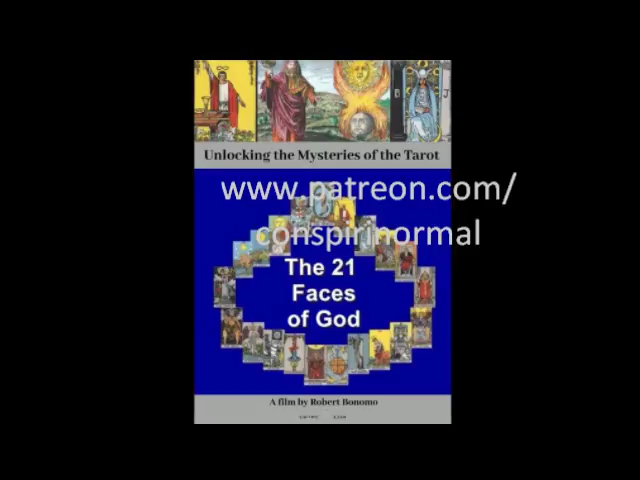 Unlocking the Mysteries of the Tarot
www.patreon.com/
conspirinormal
The 21
Faces
of God
A film by Robert Bonomo